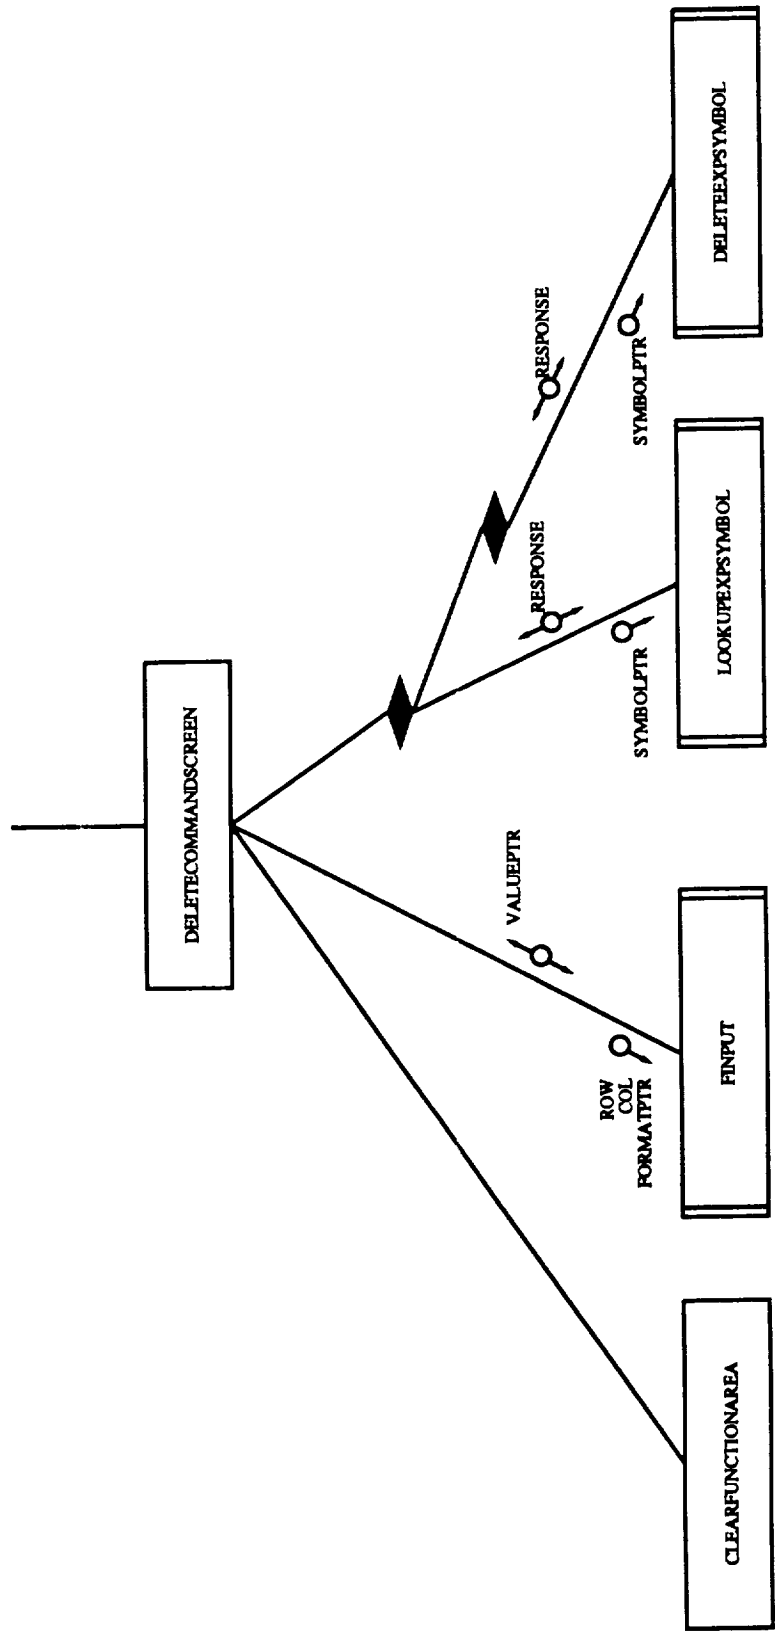 DELETECOMMANDSCREEN
VALUEPTR
RESPONSE
RESPONSE
ROW
COL
FORMATPTR
SYMBOLPTR
SYMBOLPTR
CLEARFUNCTIONAREA
FINPUT
LOOKUPEXPSYMBOL
DELETEEXPSYMBOL